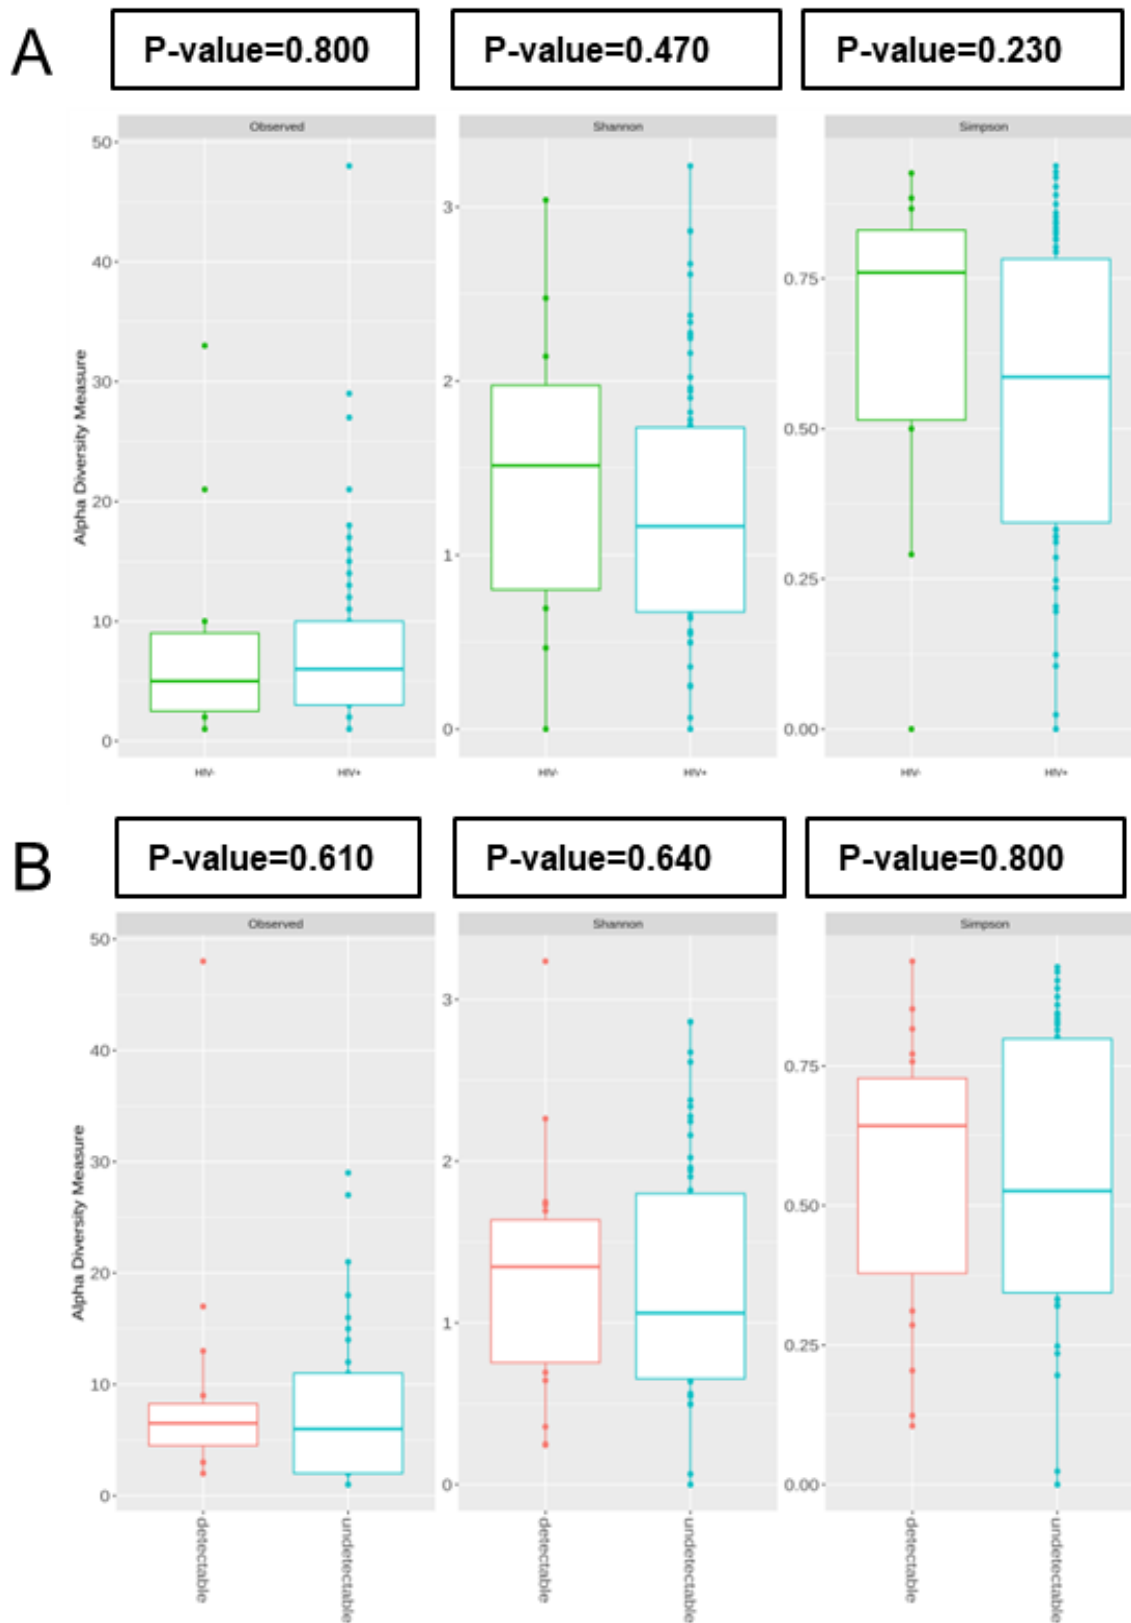 A
P-value=0.800
P-value=0.470
P-value=0.230
Observed
Shannon
Simpson
Alpha Diversity Measure
50
40
30
20
10
0
3
2
1
0
0.75
0.50
0.25
0.00
HIV-
HIV+
HIV-
HIV+
HIV-
HIV+
B
P-value=0.610
P-value=0.640
P-value=0.800
Observed
Shannon
Simpson
Alpha Diversity Measure
50
40
30
20
10
0
3
2
1
0
0.75
0.50
0.25
0.00
detectable
undetectable
detectable
undetectable
detectable
undetectable